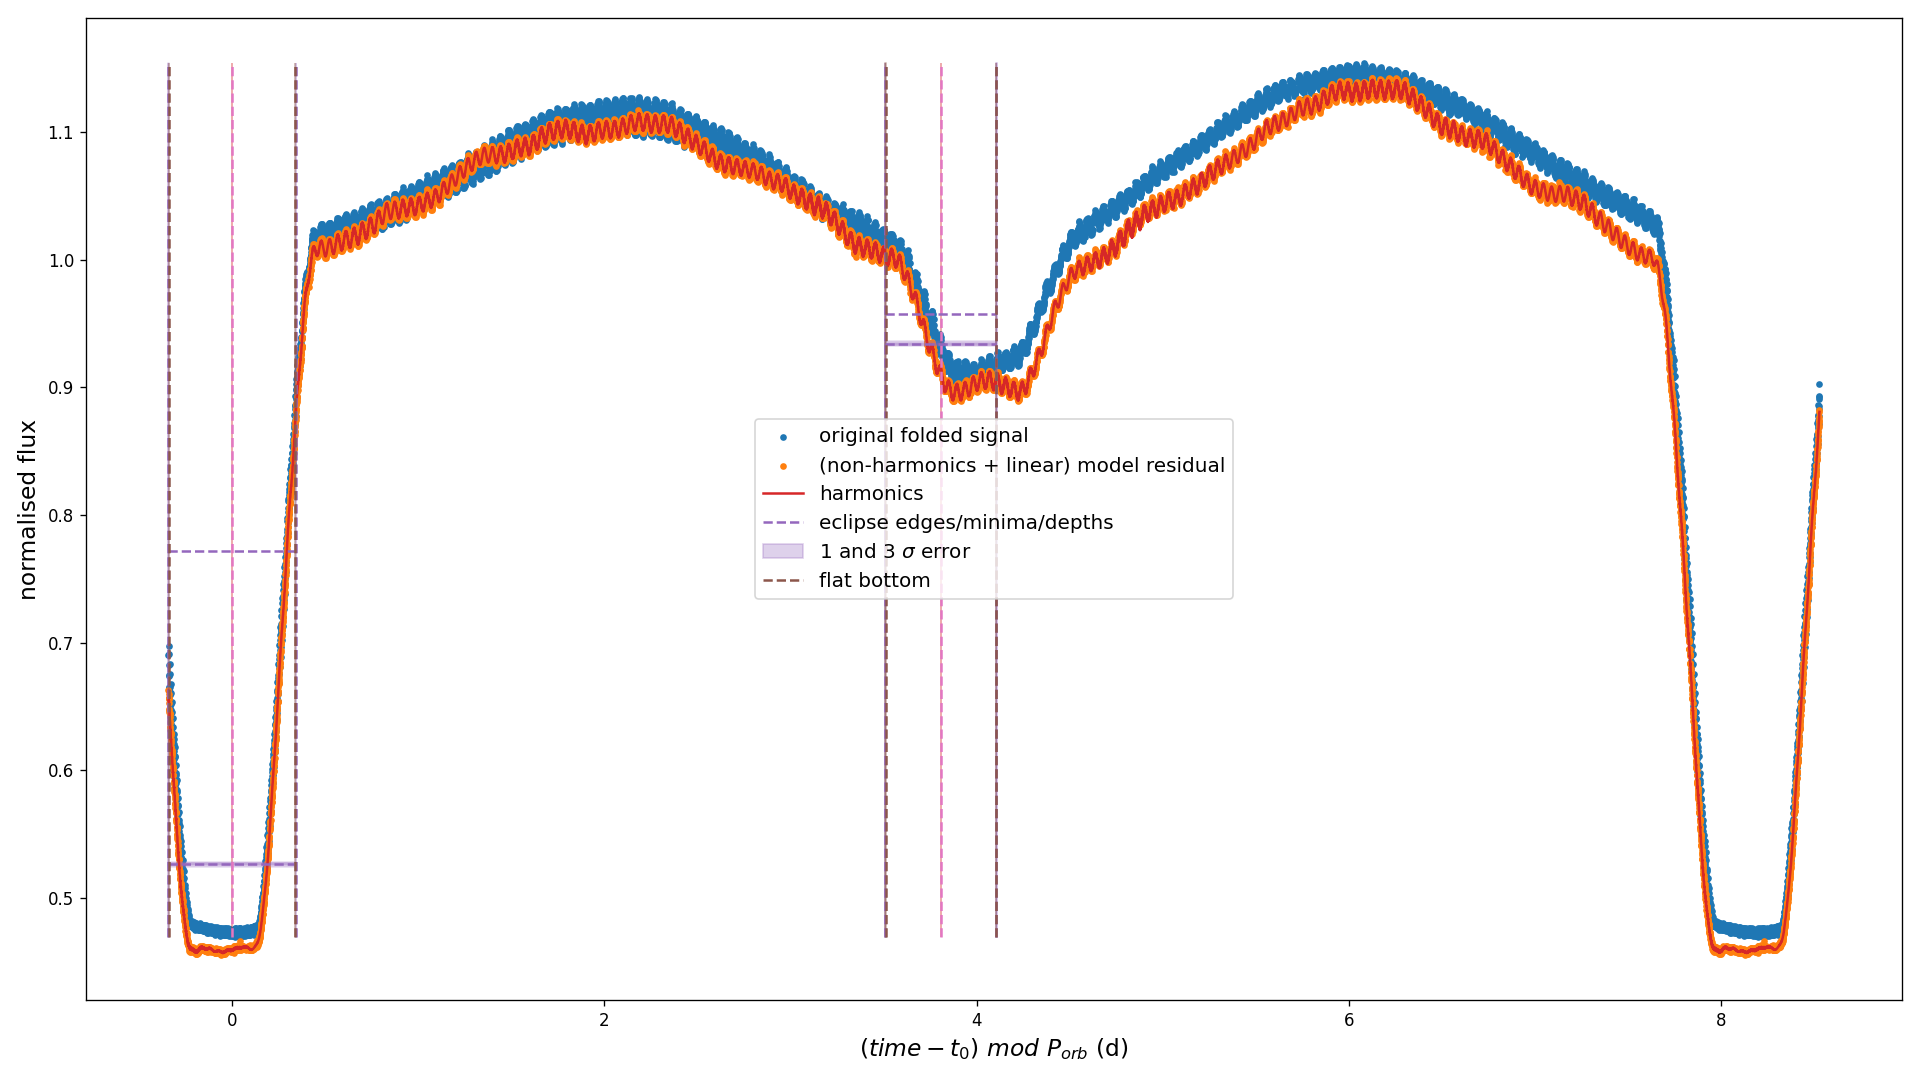 normalised flux
1.1
1.0
0.9
0.8
0.7
0.6
0.5
original folded signal
(non-harmonics + linear) model residual
harmonics
eclipse edges/minima/depths
1 and 3 σ error
flat bottom
0 2 4 6 8
(time − t₀) mod P_orb (d)